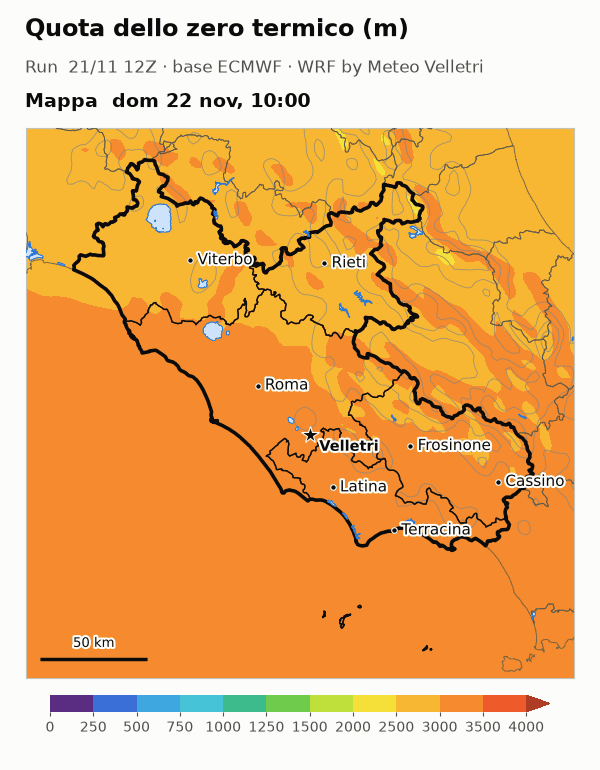 Quota dello zero termico (m)
Run  21/11 12Z · base ECMWF · WRF by Meteo Velletri
Mappa  dom 22 nov, 10:00
Viterbo
Rieti
Roma
Velletri
Frosinone
Latina
Cassino
Terracina
50 km
0 250 500 750 1000 1250 1500 2000 2500 3000 3500 4000